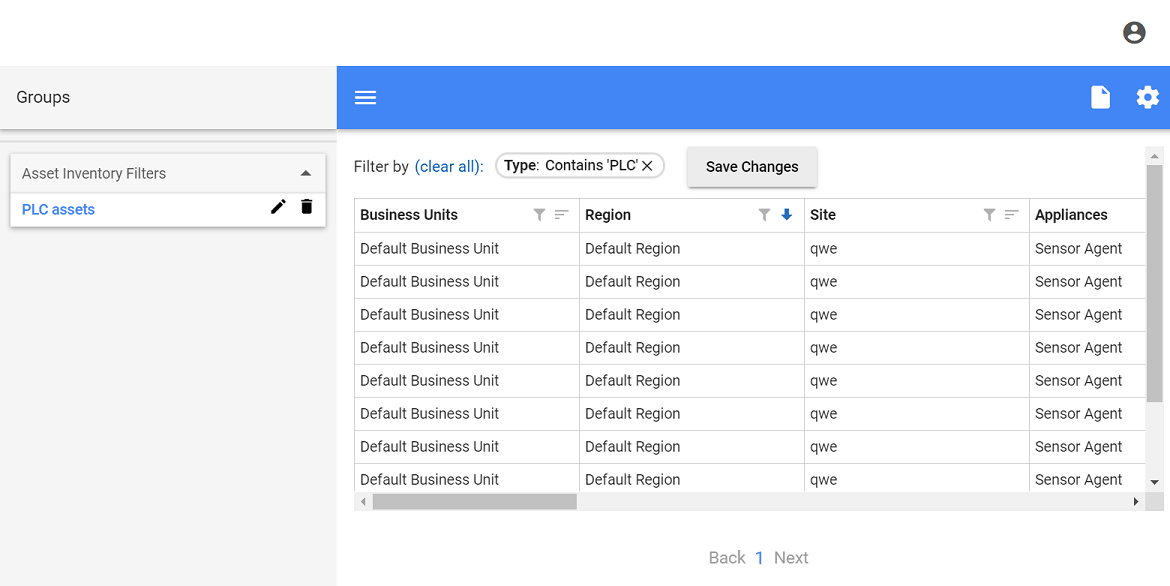 Groups
Asset Inventory Filters
PLC assets
Filter by (clear all): Type: Contains 'PLC' Save Changes
Business Units Region Site Appliances
Default Business Unit Default Region qwe Sensor Agent
Default Business Unit Default Region qwe Sensor Agent
Default Business Unit Default Region qwe Sensor Agent
Default Business Unit Default Region qwe Sensor Agent
Default Business Unit Default Region qwe Sensor Agent
Default Business Unit Default Region qwe Sensor Agent
Default Business Unit Default Region qwe Sensor Agent
Default Business Unit Default Region qwe Sensor Agent
Back 1 Next